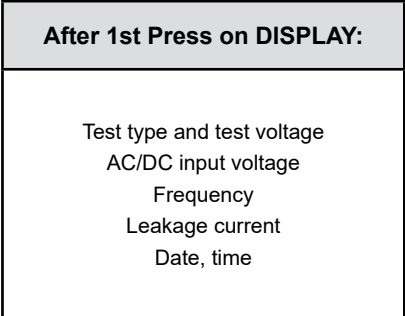 After 1st Press on DISPLAY:
Test type and test voltage
AC/DC input voltage
Frequency
Leakage current
Date, time